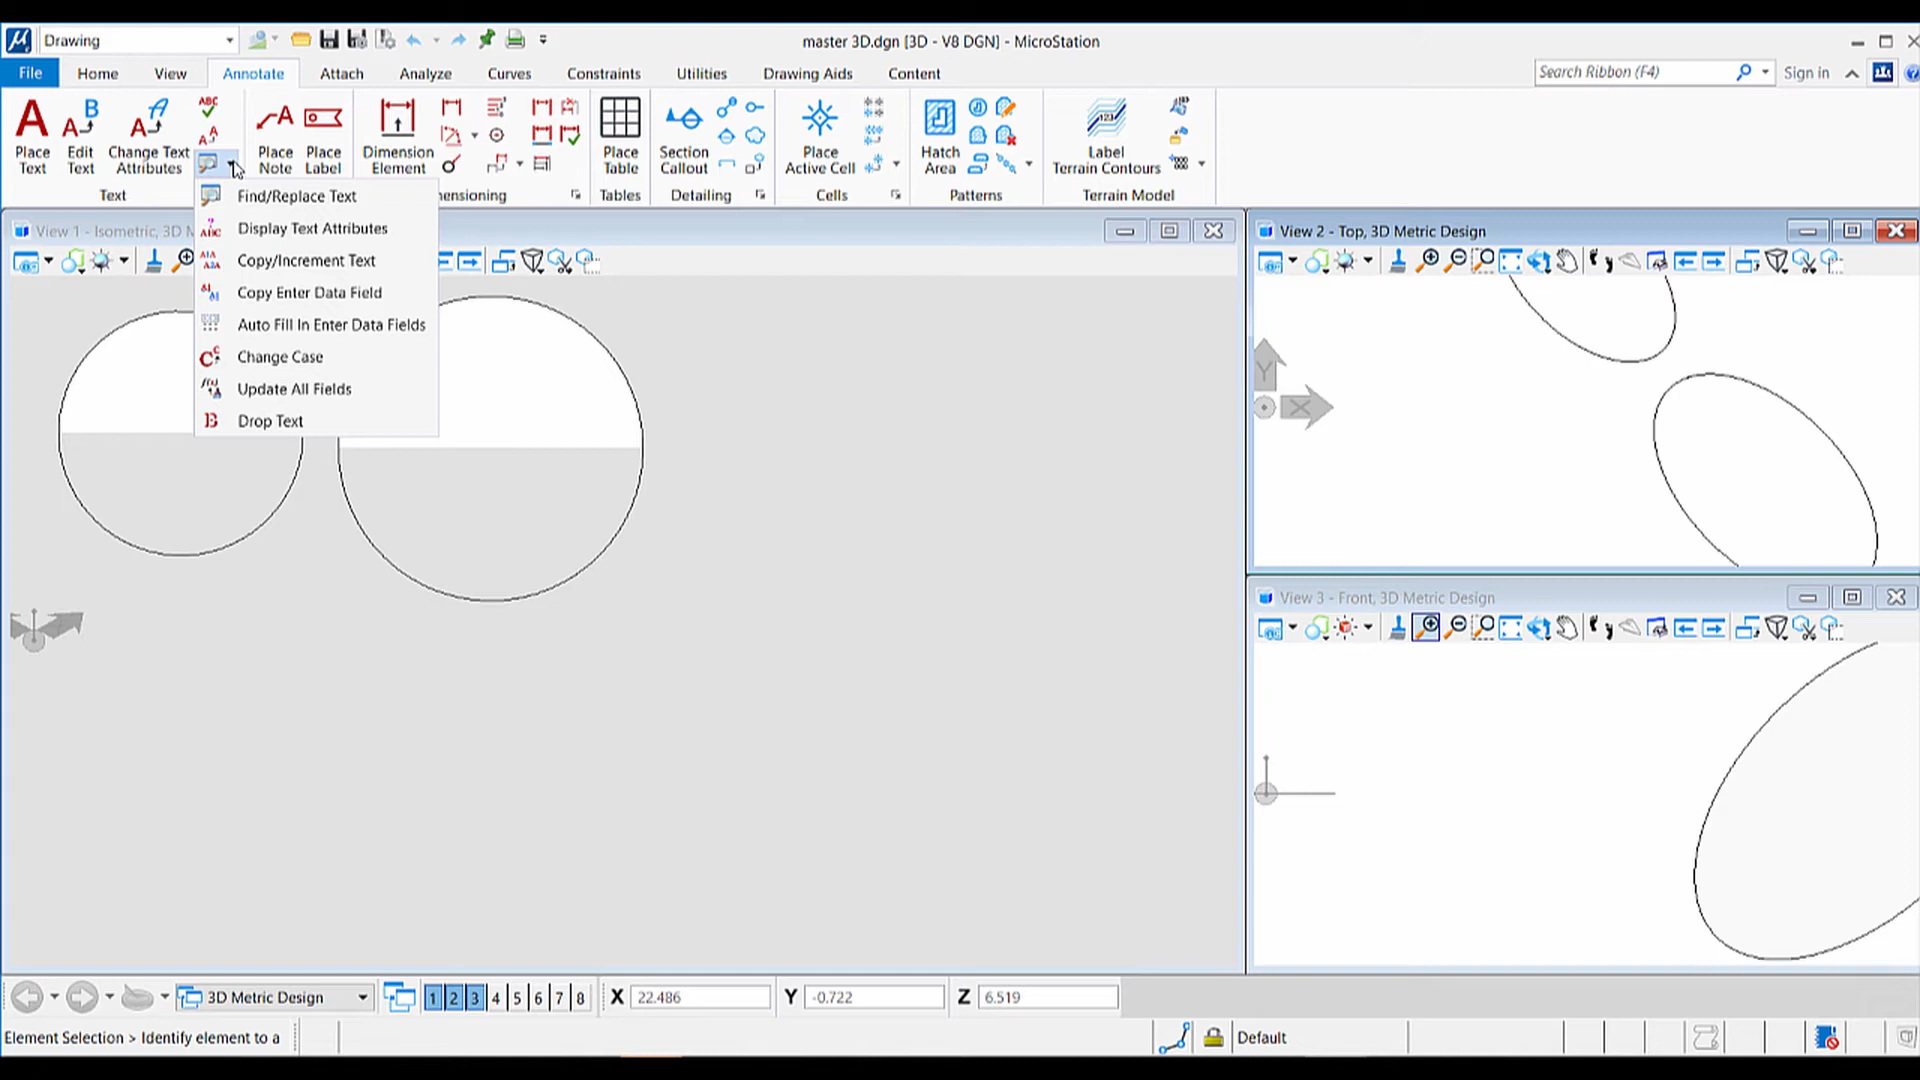 Drawing
master 3D.dgn [3D - V8 DGN] - MicroStation
File Home View Annotate Attach Analyze Curves Constraints Utilities Drawing Aids Content
Search Ribbon (F4) Sign in
Place Text
Edit Text
Change Text Attributes
Place Note
Place Label
Dimension Element
Place Table
Section Callout
Place Active Cell
Hatch Area
Label Terrain Contours
Text
ensioning
Tables
Detailing
Cells
Patterns
Terrain Model
Find/Replace Text
Display Text Attributes
Copy/Increment Text
Copy Enter Data Field
Auto Fill In Enter Data Fields
Change Case
Update All Fields
Drop Text
View 1 - Isometric, 3D M
View 2 - Top, 3D Metric Design
Y
X
View 3 - Front, 3D Metric Design
3D Metric Design
1 2 3 4 5 6 7 8
X 22.486 Y -0.722 Z 6.519
Element Selection > Identify element to a
Default